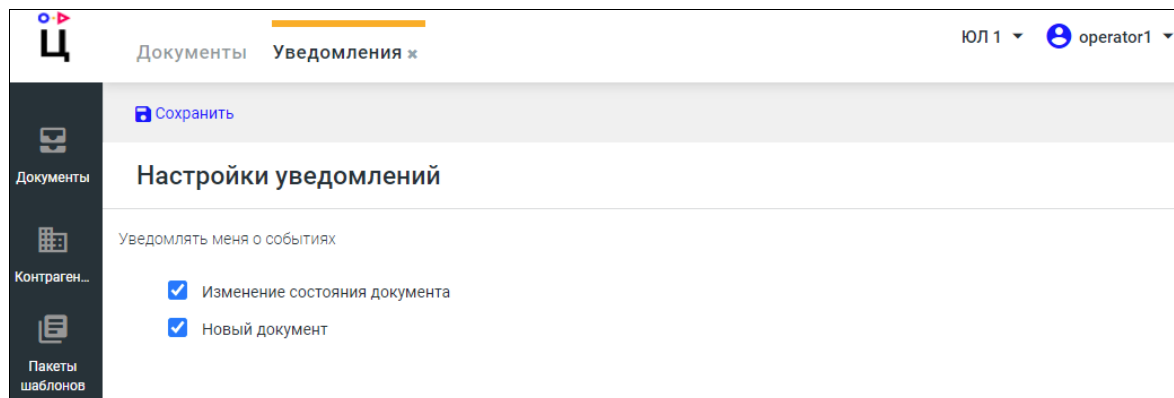 Ц
Документы Уведомления × ЮЛ 1 operator1
Сохранить
Документы
Настройки уведомлений
Контраген...
Уведомлять меня о событиях
Изменение состояния документа
Новый документ
Пакеты
шаблонов